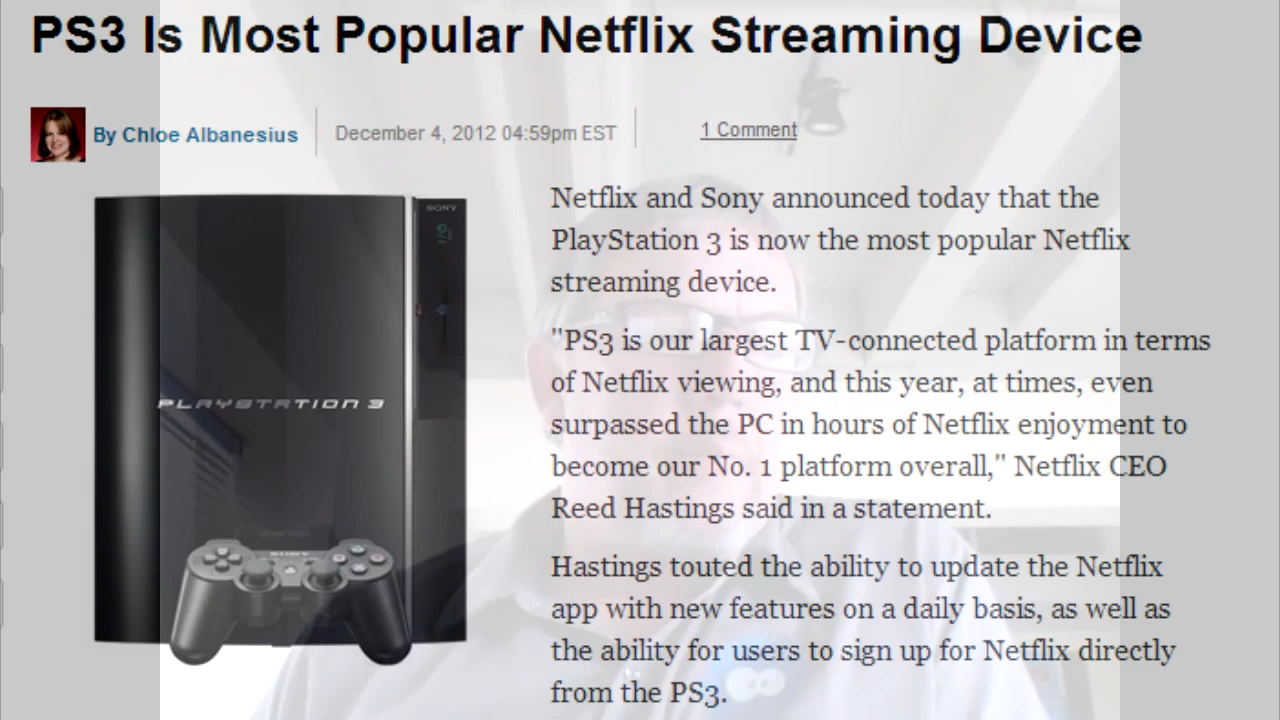 PS3 Is Most Popular Netflix Streaming Device
By Chloe Albanesius
December 4, 2012 04:59pm EST
1 Comment
SONY
PLAYSTATION 3
SONY
Netflix and Sony announced today that the
PlayStation 3 is now the most popular Netflix
streaming device.
"PS3 is our largest TV-connected platform in terms
of Netflix viewing, and this year, at times, even
surpassed the PC in hours of Netflix enjoyment to
become our No. 1 platform overall," Netflix CEO
Reed Hastings said in a statement.
Hastings touted the ability to update the Netflix
app with new features on a daily basis, as well as
the ability for users to sign up for Netflix directly
from the PS3.